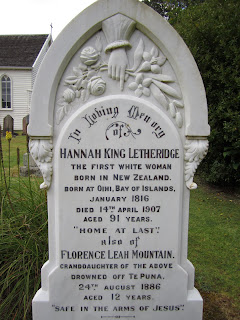 In Loving Memory
of
HANNAH KING LETHERIDGE
THE FIRST WHITE WOMAN
BORN IN NEW ZEALAND.
BORN AT OIHI, BAY OF ISLANDS,
JANUARY 1816
DIED 14TH APRIL 1907
AGED 91 YEARS.
"HOME AT LAST."
also of
FLORENCE LEAH MOUNTAIN,
GRANDDAUGHTER OF THE ABOVE
DROWNED OFF TE PUNA,
24TH AUGUST 1886
AGED 12 YEARS.
"SAFE IN THE ARMS OF JESUS."